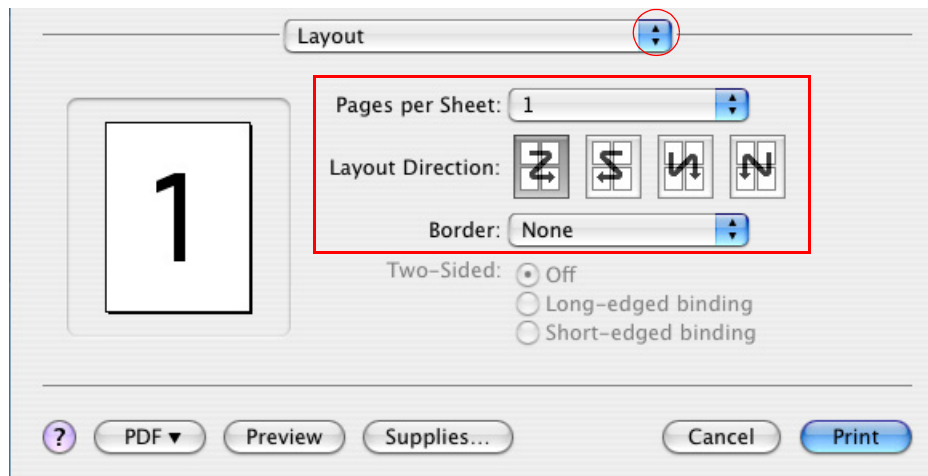 Layout
Pages per Sheet: 1
1
Layout Direction:
Border: None
Two-Sided: Off
Long-edged binding
Short-edged binding
? PDF▼ Preview Supplies... Cancel Print